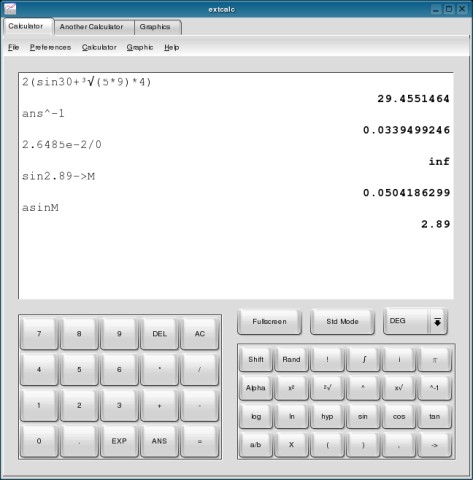 extcalc
Calculator Another Calculator Graphics
File Preferences Calculator Graphic Help
2(sin30+³√(5*9)*4)
29.4551464
ans^-1
0.0339499246
2.6485e-2/0
inf
sin2.89->M
0.0504186299
asinM
2.89
Fullscreen Std Mode DEG
7 8 9 DEL AC
4 5 6 * /
1 2 3 + -
0 . EXP ANS =
Shift Rand ! ∫ i π
Alpha x² ²√ ^ x√ ^-1
log ln hyp sin cos tan
a/b X ( ) , ->